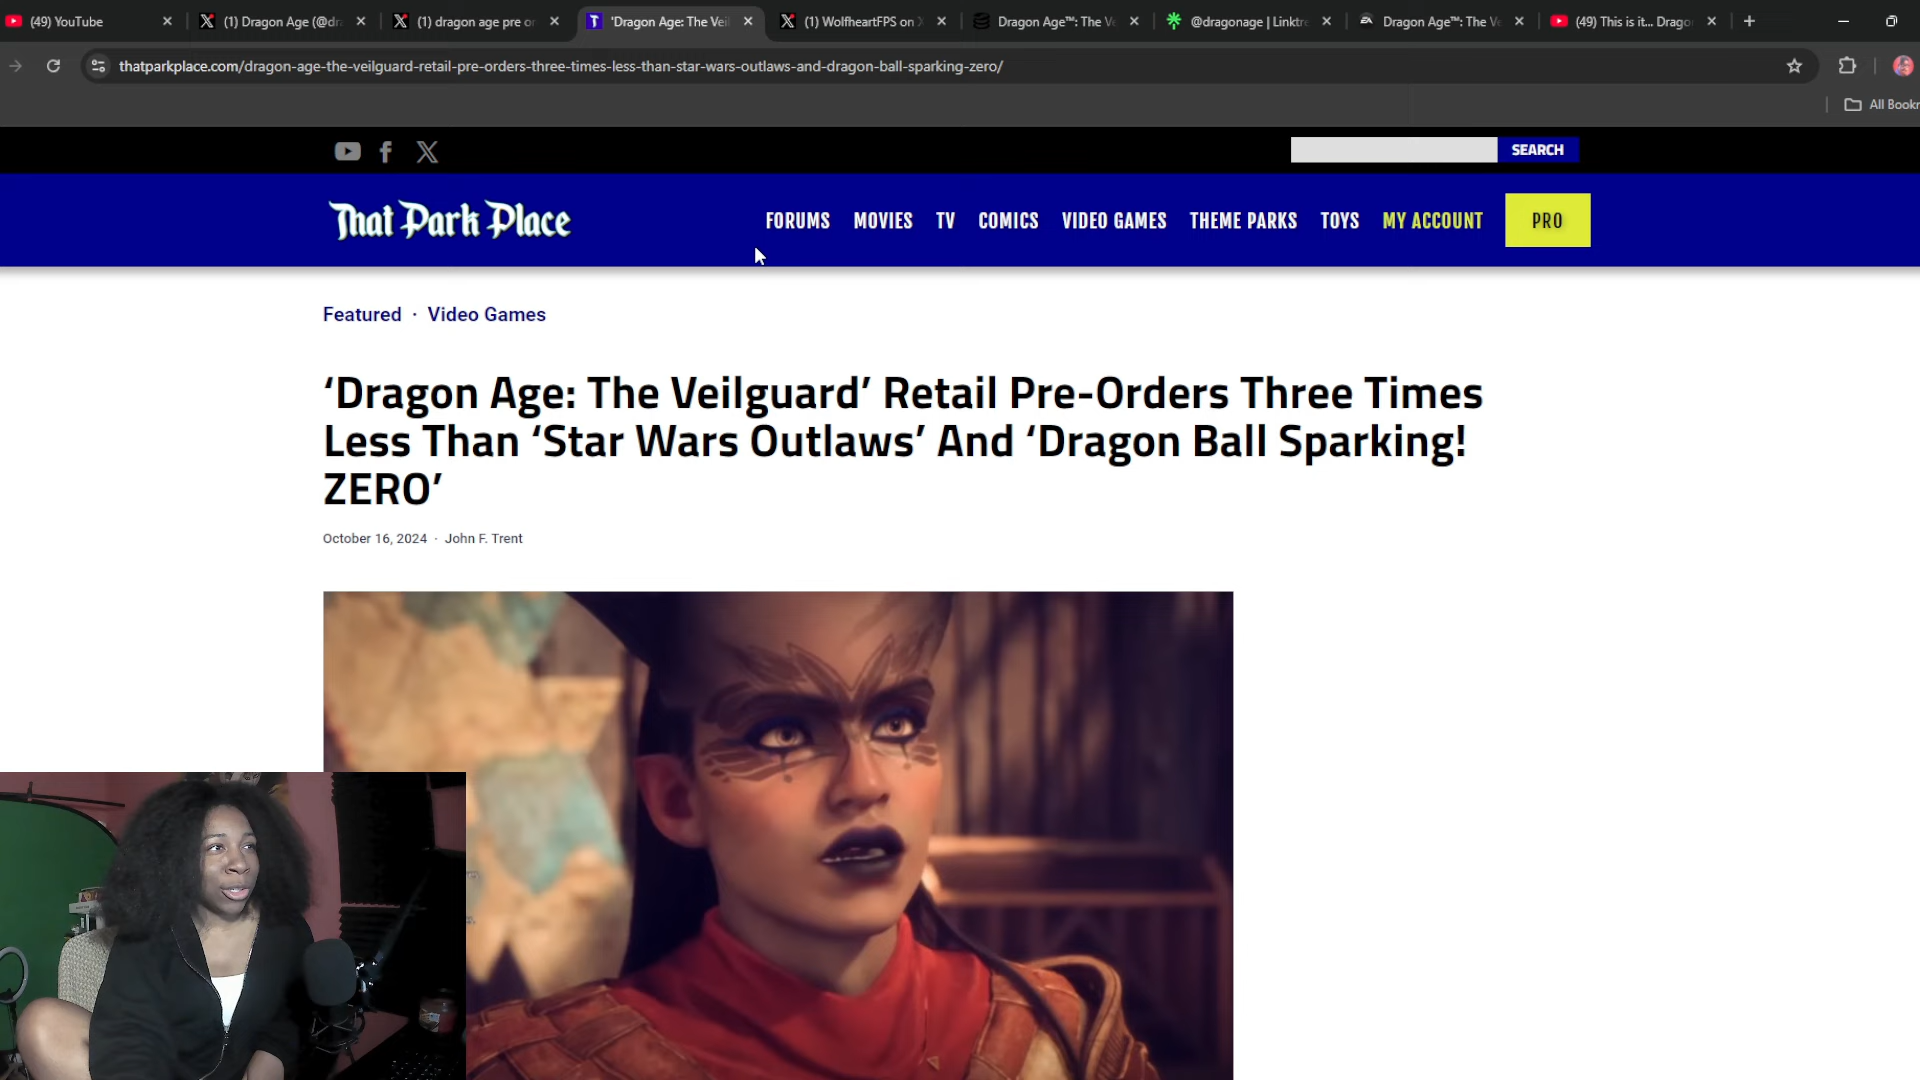 (49) YouTube
(1) Dragon Age (@dr
(1) dragon age pre or
'Dragon Age: The Veil
(1) WolfheartFPS on X
Dragon Age™: The Ve
@dragonage | Linktre
Dragon Age™: The Ve
(49) This is it... Drago
thatparkplace.com/dragon-age-the-veilguard-retail-pre-orders-three-times-less-than-star-wars-outlaws-and-dragon-ball-sparking-zero/
All Bookr
SEARCH
That Park Place
FORUMS MOVIES TV COMICS VIDEO GAMES THEME PARKS TOYS MY ACCOUNT PRO
Featured · Video Games
‘Dragon Age: The Veilguard’ Retail Pre-Orders Three Times
Less Than ‘Star Wars Outlaws’ And ‘Dragon Ball Sparking!
ZERO’
October 16, 2024 · John F. Trent